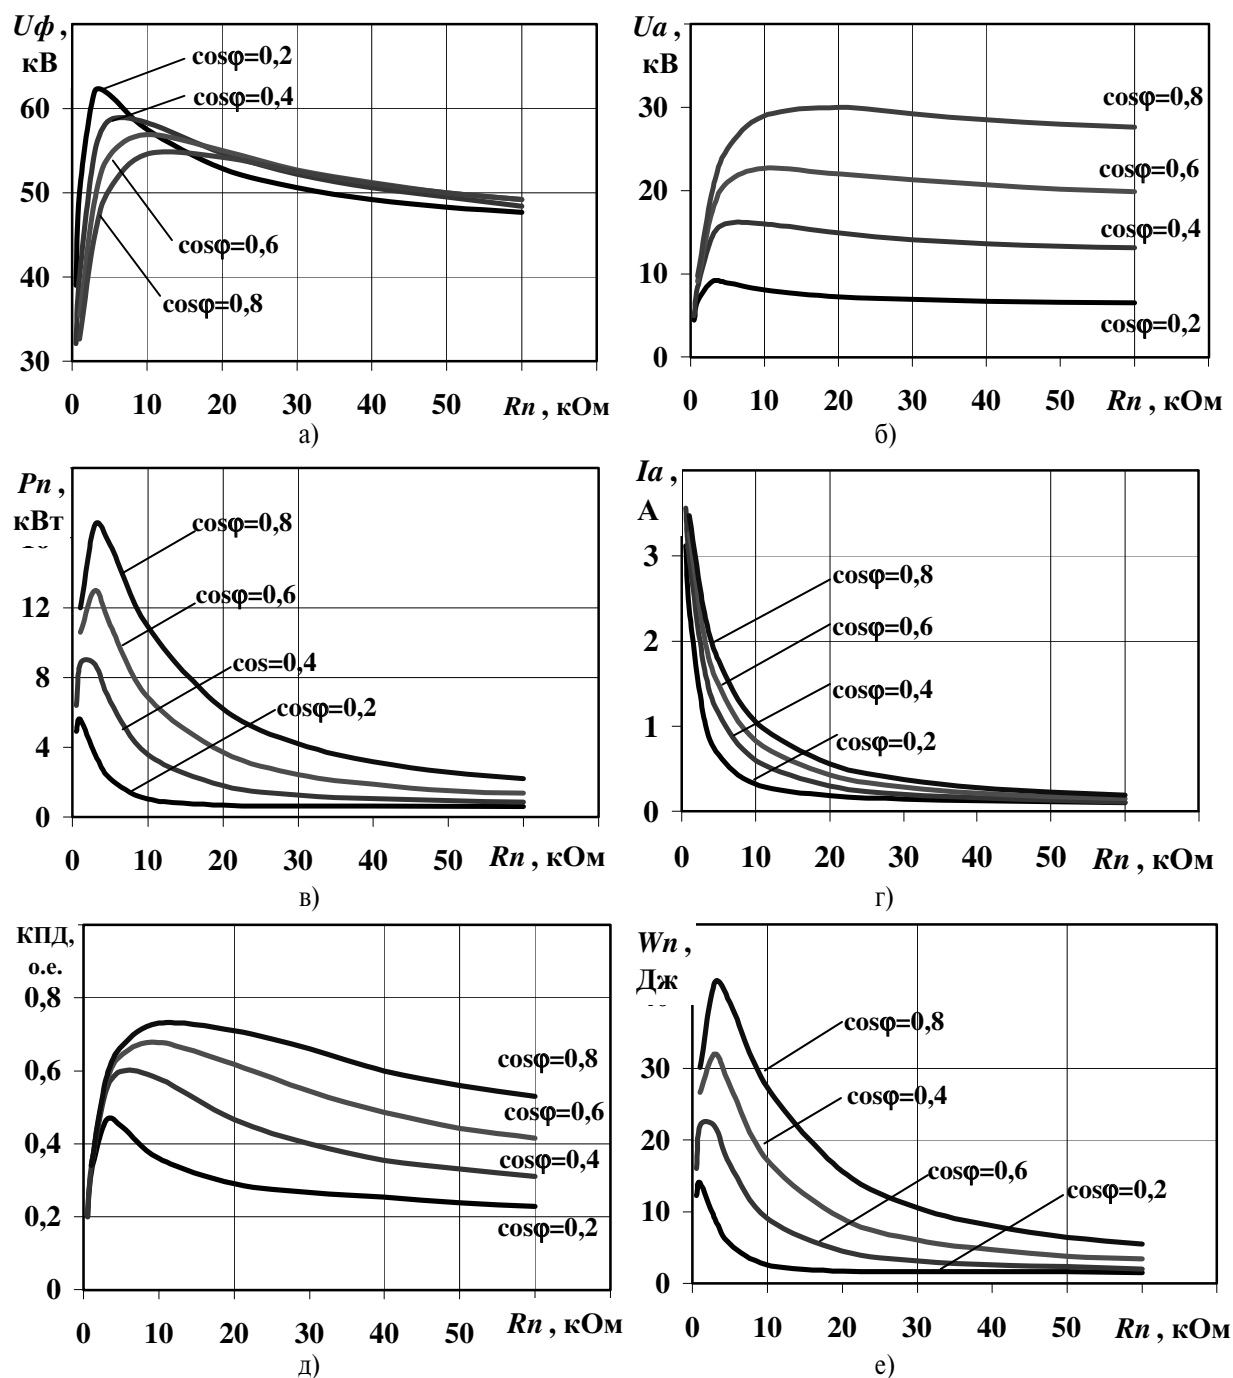 Uф ,
кВ
cosφ=0,2
cosφ=0,4
60
50
cosφ=0,6
40
cosφ=0,8
30
0 10 20 30 40 50 Rn , кОм
а)
Ua ,
кВ
30
cosφ=0,8
cosφ=0,6
20
cosφ=0,4
10
cosφ=0,2
0
0 10 20 30 40 50 Rn , кОм
б)
Pn ,
кВт
cosφ=0,8
12
cosφ=0,6
8
cos=0,4
cosφ=0,2
4
0
0 10 20 30 40 50 Rn , кОм
в)
Ia ,
А
3
cosφ=0,8
2
cosφ=0,6
cosφ=0,4
1
cosφ=0,2
0
0 10 20 30 40 50 Rn , кОм
г)
КПД,
о.е.
0,8
cosφ=0,8
0,6
cosφ=0,6
0,4
cosφ=0,4
0,2
cosφ=0,2
0
0 10 20 30 40 50 Rn , кОм
д)
Wn ,
Дж
cosφ=0,8
30
cosφ=0,4
20
cosφ=0,6
cosφ=0,2
10
0
0 10 20 30 40 50 Rn , кОм
е)